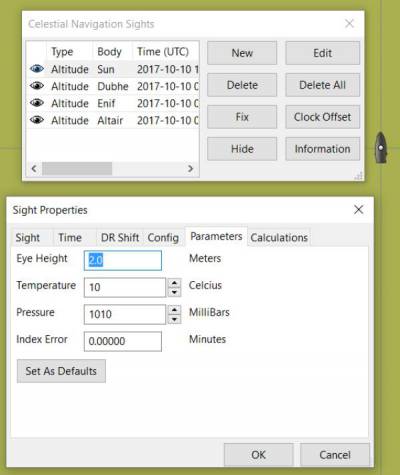 Celestial Navigation Sights
Type Body Time (UTC)
Altitude Sun 2017-10-10 1
Altitude Dubhe 2017-10-10 0
Altitude Enif 2017-10-10 0
Altitude Altair 2017-10-10 0
New Edit
Delete Delete All
Fix Clock Offset
Hide Information
Sight Properties
Sight Time DR Shift Config Parameters Calculations
Eye Height 2.0 Meters
Temperature 10 Celcius
Pressure 1010 MilliBars
Index Error 0.00000 Minutes
Set As Defaults
OK Cancel